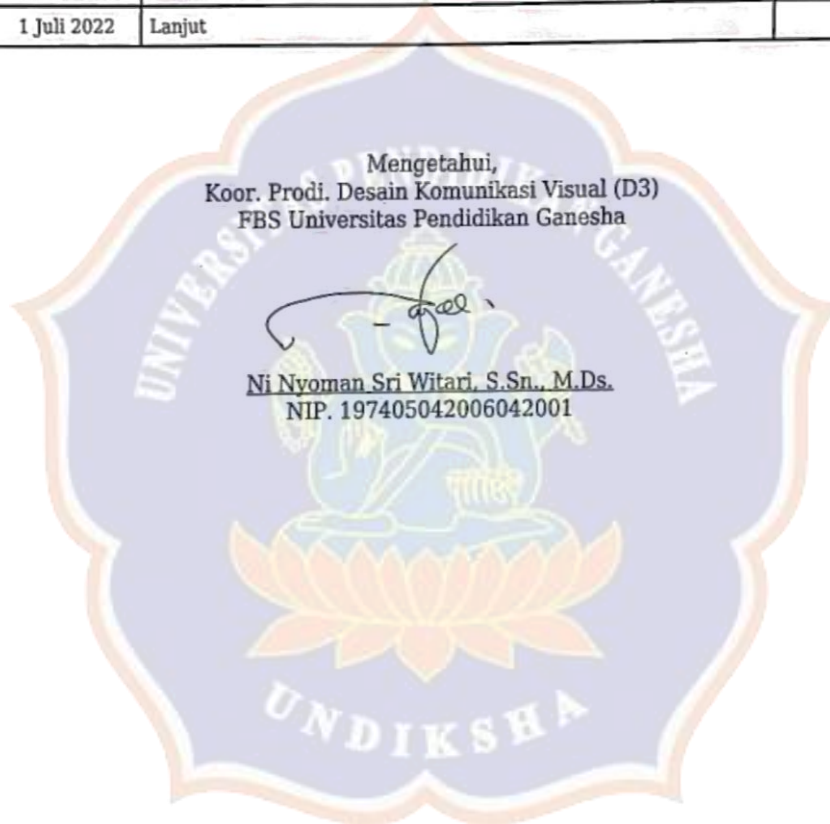 1 Juli 2022 Lanjut
Mengetahui,
Koor. Prodi. Desain Komunikasi Visual (D3)
FBS Universitas Pendidikan Ganesha
Ni Nyoman Sri Witari, S.Sn., M.Ds.
NIP. 197405042006042001
UNIVERSITAS PENDIDIKAN GANESHA
UNDIKSHA